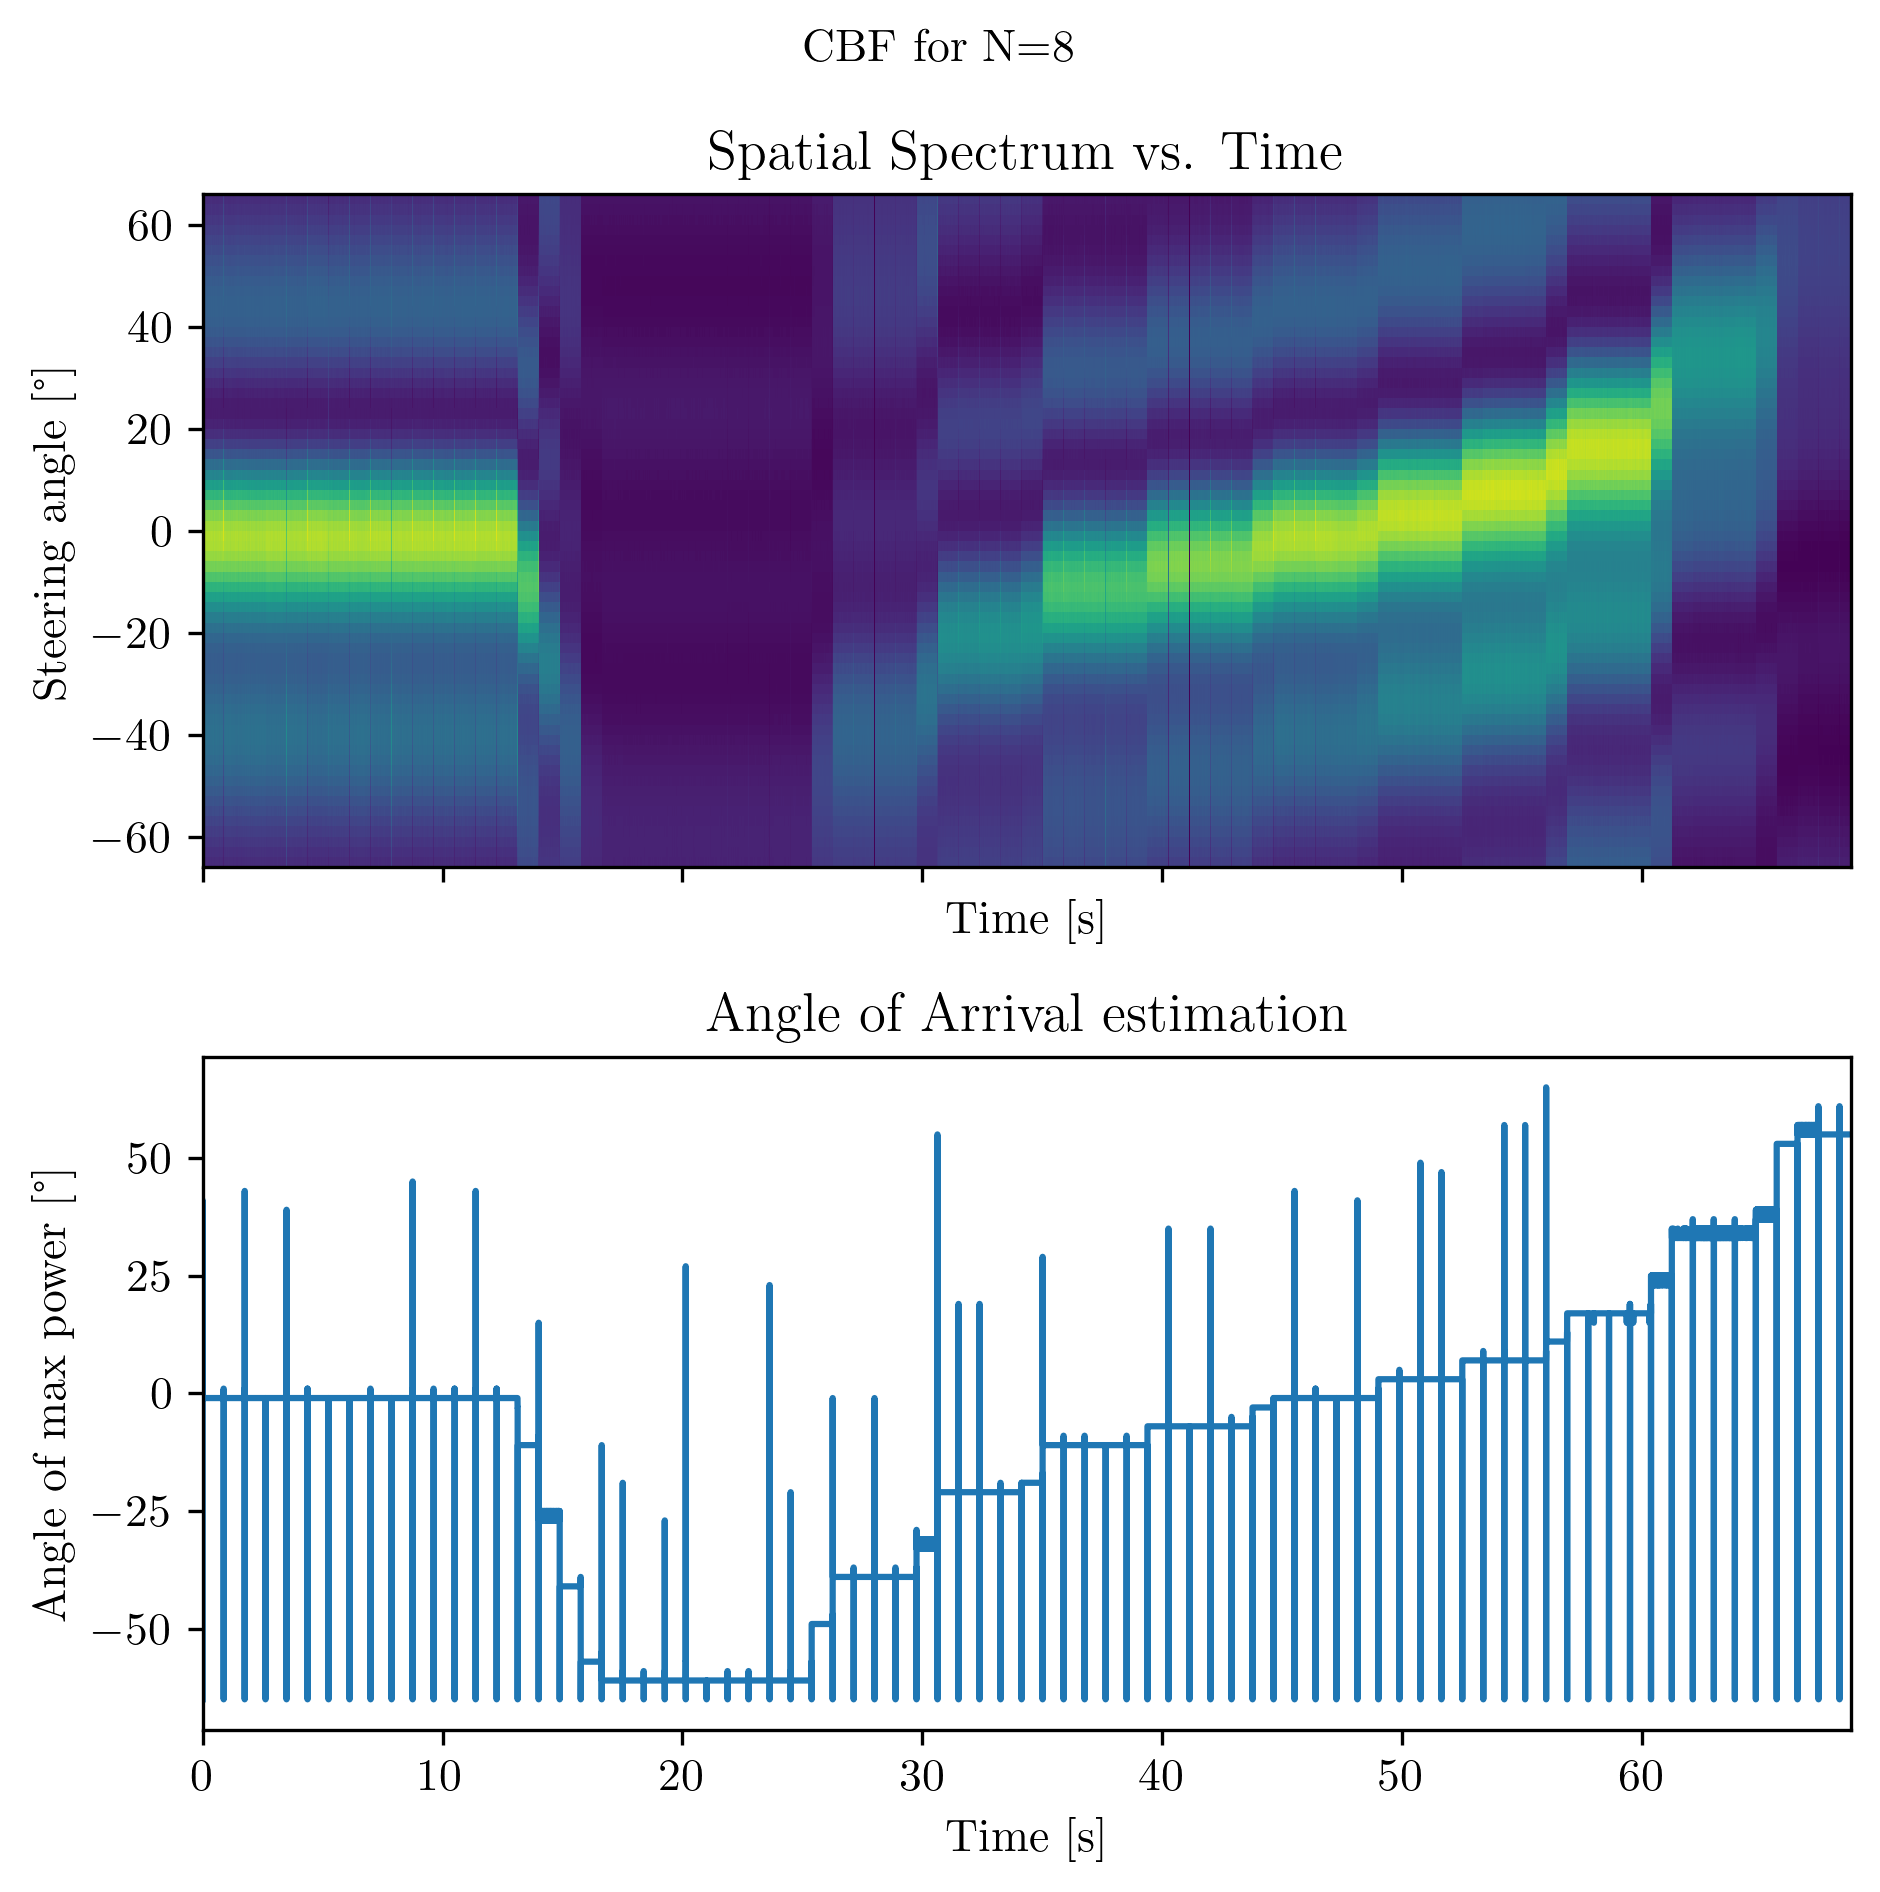 CBF for N=8
Spatial Spectrum vs. Time
Steering angle [°]
60
40
20
0
−20
−40
−60
Time [s]
Angle of Arrival estimation
Angle of max power [°]
50
25
0
−25
−50
0 10 20 30 40 50 60
Time [s]